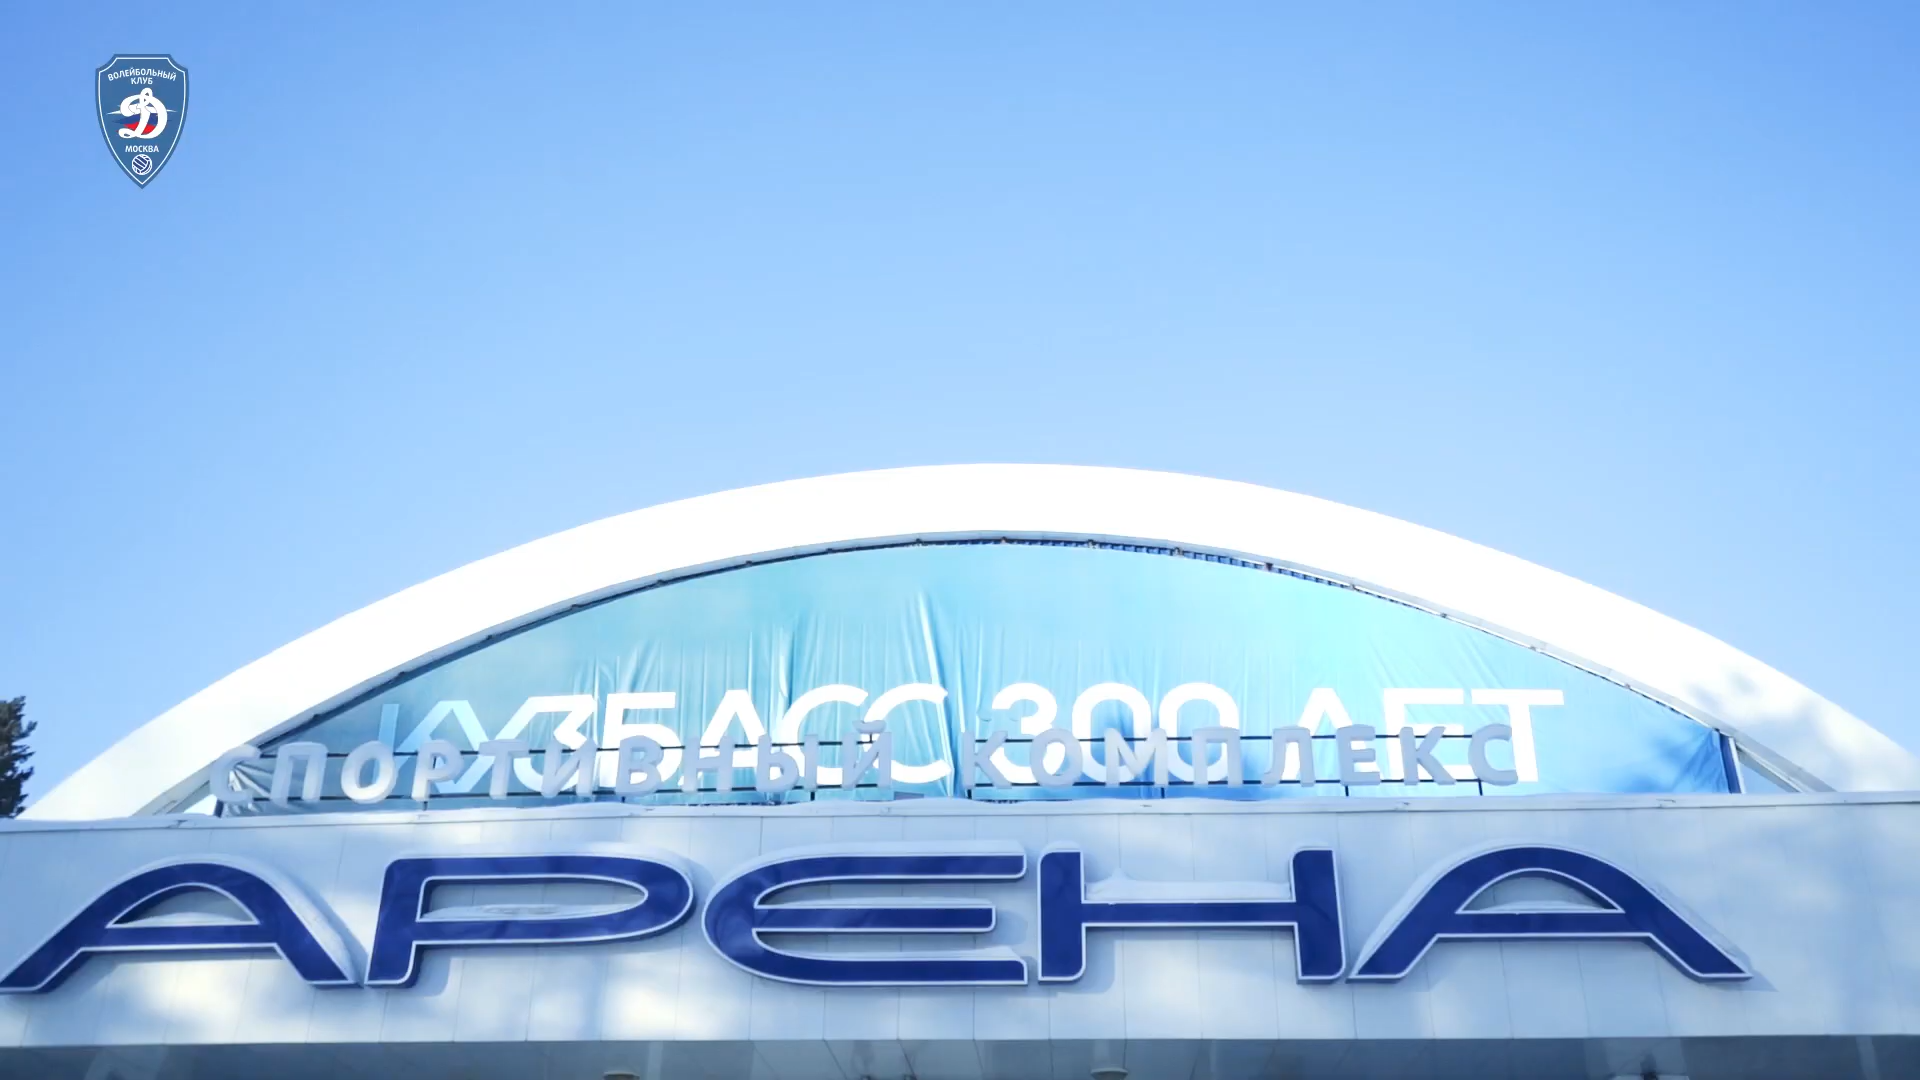 ВОЛЕЙБОЛЬНЫЙ
КЛУБ
Д
МОСКВА
КУЗБАСС 300 ЛЕТ
СПОРТИВНЫЙ КОМПЛЕКС
АРЕНА